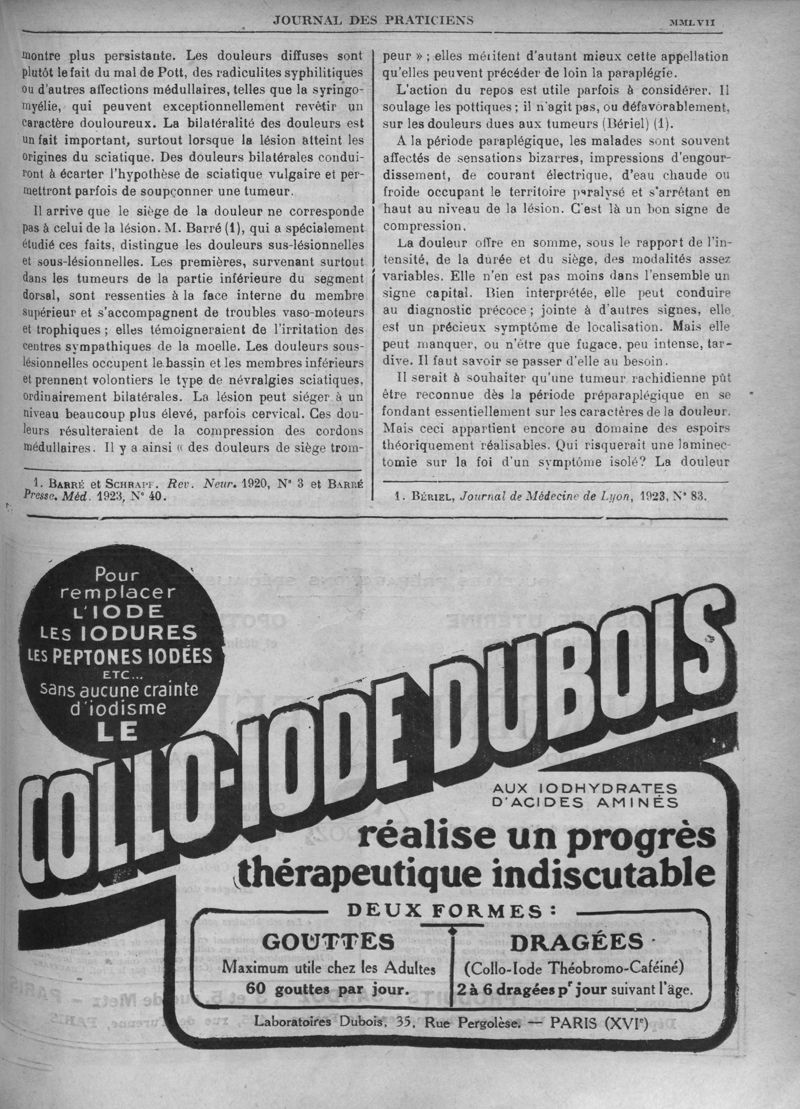 JOURNAL DES PRATICIENS
MMLVII
montre plus persistante. Les douleurs diffuses sont
plutôt le fait du mal de Pott, des radiculites syphilitiques
ou d'autres affections médullaires, telles que la syringo-
myélie, qui peuvent exceptionnellement revêtir un
caractère douloureux. La bilatéralité des douleurs est
un fait important, surtout lorsque la lésion atteint les
origines du sciatique. Des douleurs bilatérales condui-
ront à écarter l'hypothèse de sciatique vulgaire et per-
mettront parfois de soupçonner une tumeur.
Il arrive que le siège de la douleur ne corresponde
pas à celui de la lésion. M. Barré (1), qui a spécialement
étudié ces faits, distingue les douleurs sus-lésionnelles
et sous-lésionnelles. Les premières, survenant surtout
dans les tumeurs de la partie inférieure du segment
dorsal, sont ressenties à la face interne du membre
supérieur et s'accompagnent de troubles vaso-moteurs
et trophiques ; elles témoigneraient de l'irritation des
centres sympathiques de la moelle. Les douleurs sous-
lésionnelles occupent le bassin et les membres inférieurs
et prennent volontiers le type de névralgies sciatiques,
ordinairement bilatérales. La lésion peut siéger à un
niveau beaucoup plus élevé, parfois cervical. Ces dou-
leurs résulteraient de la compression des cordons
médullaires. Il y a ainsi « des douleurs de siège trom-
1. BARRÉ et SCHRAPF. Rev. Neur. 1920, N° 3 et BARRÉ
Presse. Méd. 1923, N° 40.
peur » ; elles méritent d'autant mieux cette appellation
qu'elles peuvent précéder de loin la paraplégie.
L'action du repos est utile parfois à considérer. Il
soulage les pottiques ; il n'agit pas, ou défavorablement,
sur les douleurs dues aux tumeurs (Bériel) (1).
A la période paraplégique, les malades sont souvent
affectés de sensations bizarres, impressions d'engour-
dissement, de courant électrique, d'eau chaude ou
froide occupant le territoire paralysé et s'arrêtant en
haut au niveau de la lésion. C'est là un bon signe de
compression.
La douleur offre en somme, sous le rapport de l'in-
tensité, de la durée et du siège, des modalités assez
variables. Elle n'en est pas moins dans l'ensemble un
signe capital. Bien interprétée, elle peut conduire
au diagnostic précoce ; jointe à d'autres signes, elle
est un précieux symptôme de localisation. Mais elle
peut manquer, ou n'être que fugace, peu intense, tar-
dive. Il faut savoir se passer d'elle au besoin.
Il serait à souhaiter qu'une tumeur rachidienne pût
être reconnue dès la période préparaplégique en se
fondant essentiellement sur les caractères de la douleur.
Mais ceci appartient encore au domaine des espoirs
théoriquement réalisables. Qui risquerait une laminec-
tomie sur la foi d'un symptôme isolé? La douleur
1. BÉRIEL, Journal de Médecine de Lyon, 1923, N° 83.
Pour
remplacer
L'IODE
LES IODURES
LES PEPTONES IODÉES
ETC...
sans aucune crainte
d'iodisme
LE
COLLO-IODE DUBOIS
AUX IODHYDRATES
D'ACIDES AMINÉS
réalise un progrès
thérapeutique indiscutable
DEUX FORMES :
GOUTTES
Maximum utile chez les Adultes
60 gouttes par jour.
DRAGÉES
(Collo-Iode Théobromo-Caféiné)
2 à 6 dragées pr jour suivant l'âge.
Laboratoires Dubois, 35, Rue Pergolèse. — PARIS (XVIe)